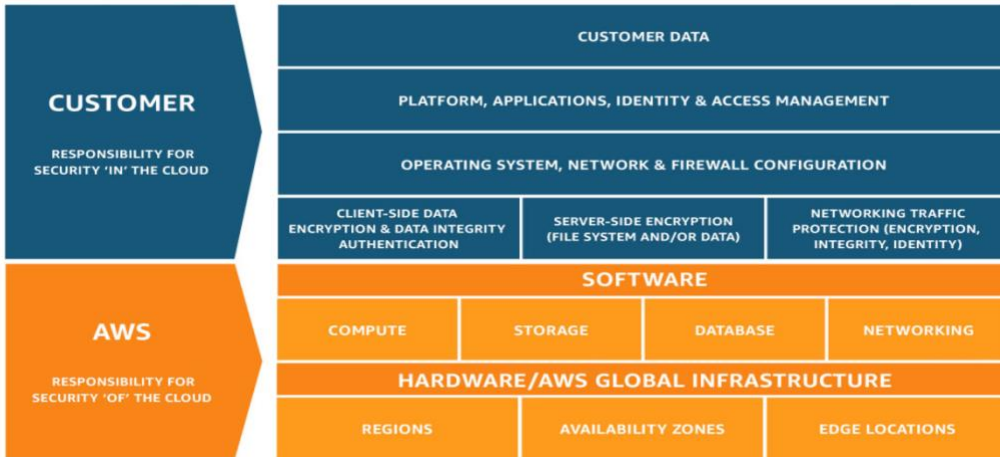 CUSTOMER
RESPONSIBILITY FOR
SECURITY ‘IN’ THE CLOUD
CUSTOMER DATA
PLATFORM, APPLICATIONS, IDENTITY & ACCESS MANAGEMENT
OPERATING SYSTEM, NETWORK & FIREWALL CONFIGURATION
CLIENT-SIDE DATA
ENCRYPTION & DATA INTEGRITY
AUTHENTICATION
SERVER-SIDE ENCRYPTION
(FILE SYSTEM AND/OR DATA)
NETWORKING TRAFFIC
PROTECTION (ENCRYPTION,
INTEGRITY, IDENTITY)
AWS
RESPONSIBILITY FOR
SECURITY ‘OF’ THE CLOUD
SOFTWARE
COMPUTE
STORAGE
DATABASE
NETWORKING
HARDWARE/AWS GLOBAL INFRASTRUCTURE
REGIONS
AVAILABILITY ZONES
EDGE LOCATIONS